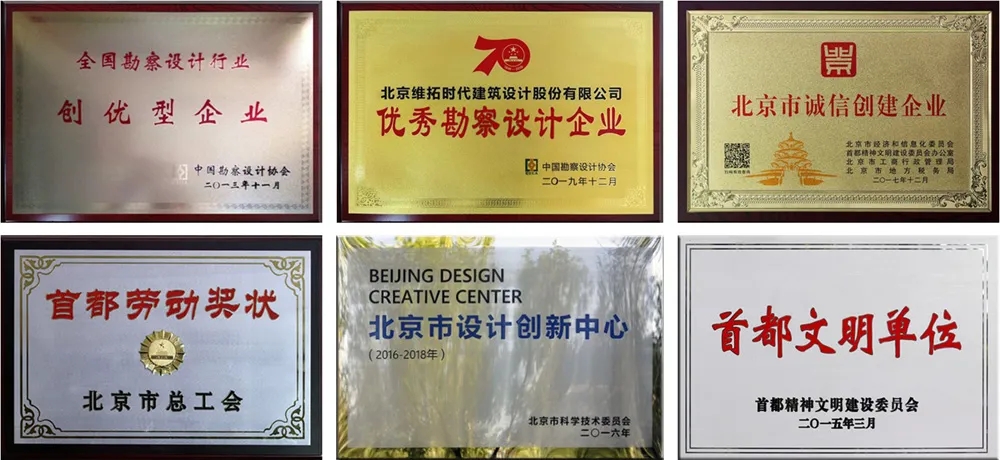 全国勘察设计行业
创优型企业
中国勘察设计协会
二〇一三年十一月
70
北京维拓时代建筑设计股份有限公司
优秀勘察设计企业
中国勘察设计协会
二〇一九年十二月
北京市诚信创建企业
北京市经济和信息化委员会
首都精神文明建设委员会办公室
北京市工商行政管理局
北京市地方税务局
二〇一七年十二月
首都劳动奖状
北京市总工会
BEIJING DESIGN
CREATIVE CENTER
北京市设计创新中心
(2016-2018年)
北京市科学技术委员会
二〇一六年
首都文明单位
首都精神文明建设委员会
二〇一五年三月